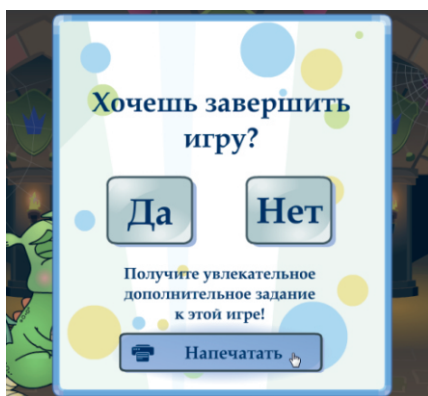 Хочешь завершить
игру?
Да
Нет
Получите увлекательное
дополнительное задание
к этой игре!
Напечатать